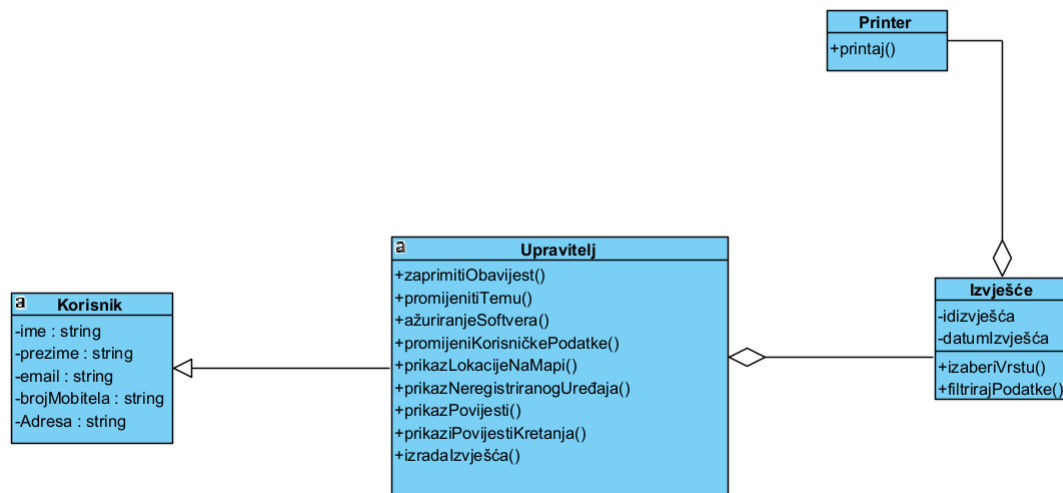 Printer
+printaj()
a
Upravitelj
+zaprimitiObavijest()
+promijenitiTemu()
+ažuriranjeSoftvera()
+promijeniKorisničkePodatke()
+prikazLokacijeNaMapi()
+prikazNeregistriranogUređaja()
+prikazPovijesti()
+prikaziPovijestiKretanja()
+izradaIzvješća()
a
Korisnik
-ime : string
-prezime : string
-email : string
-brojMobitela : string
-Adresa : string
Izvješće
-idizvješća
-datumIzvješća
+izaberiVrstu()
+filtrirajPodatke()